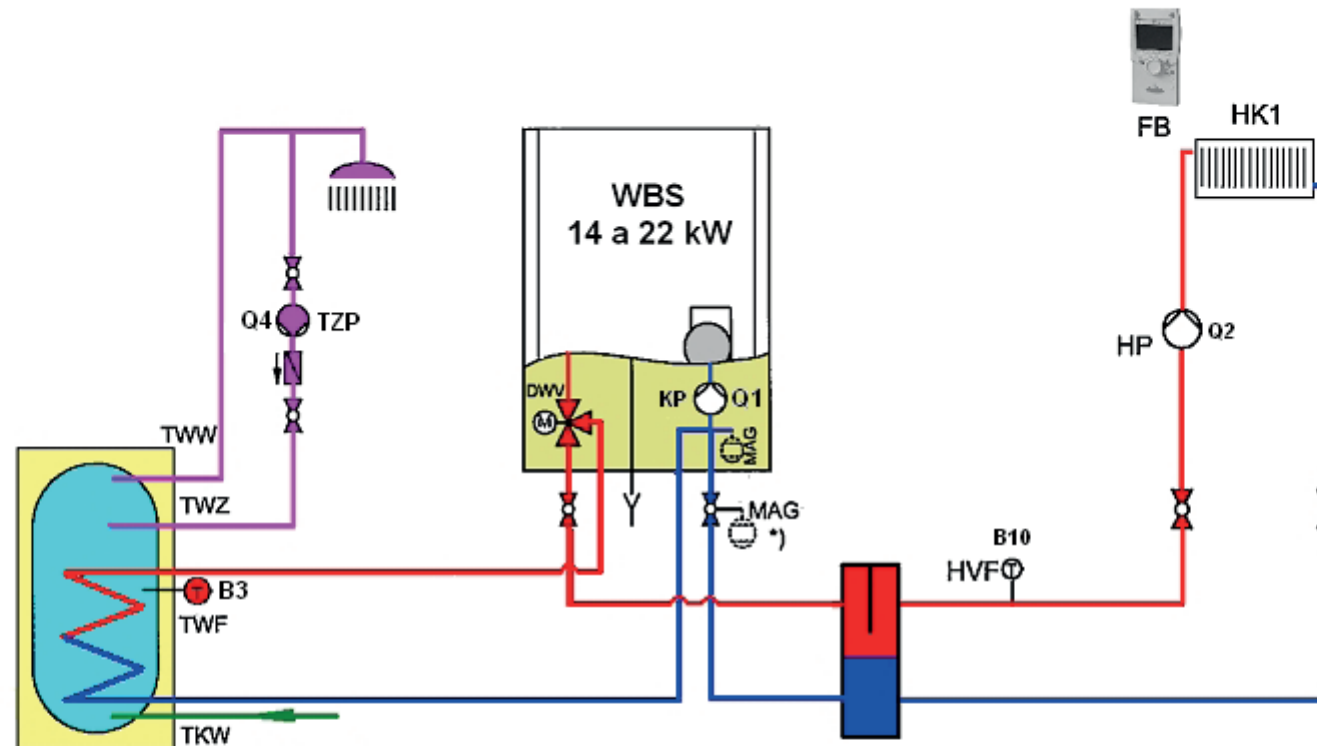 FB
HK1
WBS
14 a 22 kW
Q4
TZP
HP
Q2
DWV
M
KP
Q1
MAG
TWW
TWZ
MAG
*)
B10
HVF
T
T
B3
TWF
TKW